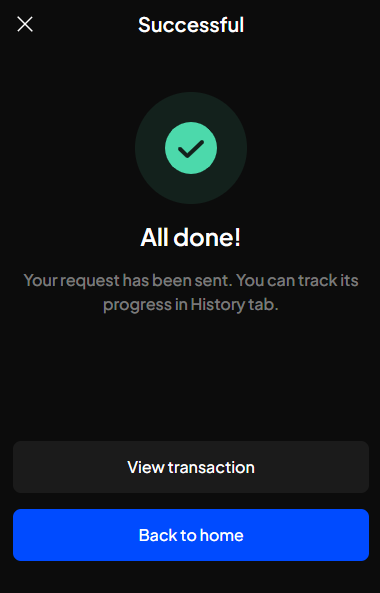 Successful
All done!
Your request has been sent. You can track its
progress in History tab.
View transaction
Back to home